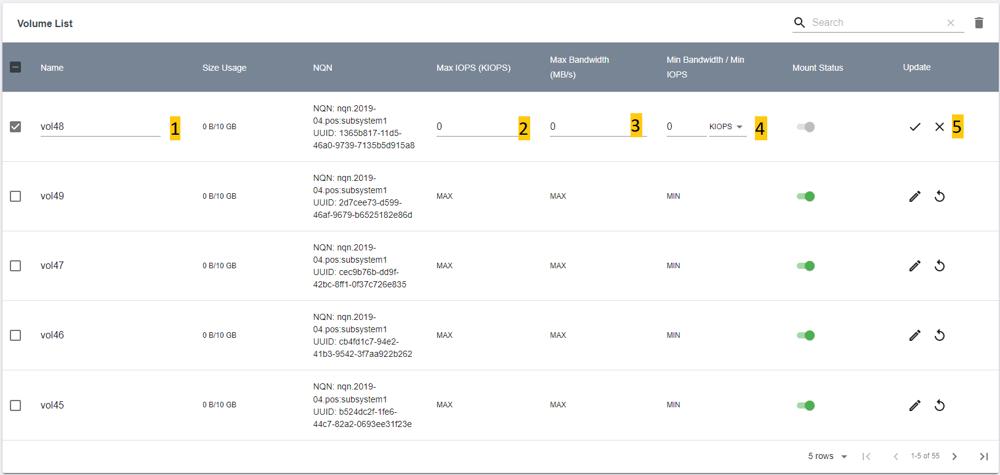 Volume List
Search
Name
Size Usage
NQN
Max IOPS (KIOPS)
Max Bandwidth
(MB/s)
Min Bandwidth / Min
IOPS
Mount Status
Update
vol48
1
0 B/10 GB
NQN: nqn.2019-
04.pos:subsystem1
UUID: 1365b817-11d5-
46a0-9739-7135b5d915a8
0
2
0
3
0
KIOPS
4
5
vol49
0 B/10 GB
NQN: nqn.2019-
04.pos:subsystem1
UUID: 2d7cee73-d599-
46af-9679-b6525182e86d
MAX
MAX
MIN
vol47
0 B/10 GB
NQN: nqn.2019-
04.pos:subsystem1
UUID: cec9b76b-dd9f-
42bc-8ff1-0f37c726e835
MAX
MAX
MIN
vol46
0 B/10 GB
NQN: nqn.2019-
04.pos:subsystem1
UUID: cb4fd1c7-94e2-
41b3-9542-3f7aa922b262
MAX
MAX
MIN
vol45
0 B/10 GB
NQN: nqn.2019-
04.pos:subsystem1
UUID: b524dc2f-1fe6-
44c7-82a2-0693ee31f23e
MAX
MAX
MIN
5 rows
1-5 of 55